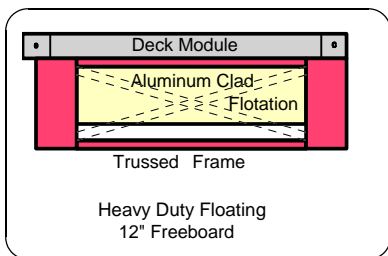 Deck Module
Aluminum Clad
Flotation
Trussed Frame
Heavy Duty Floating
12" Freeboard